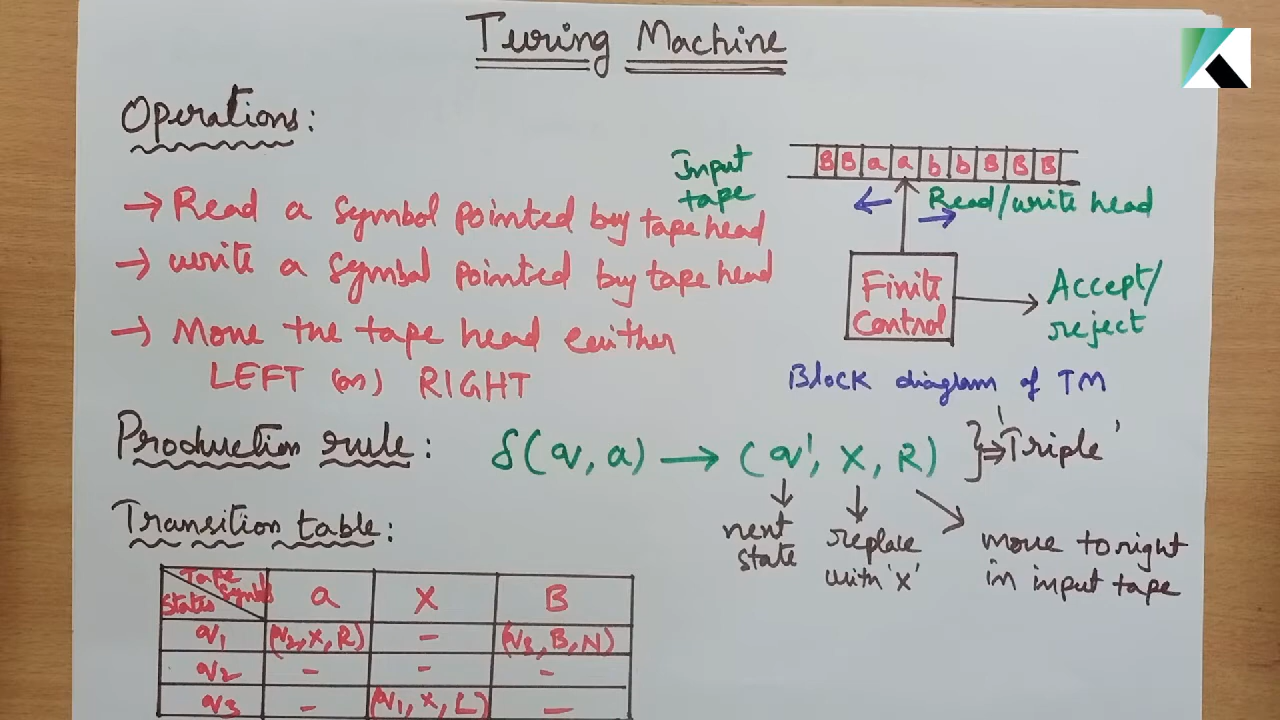 Turing Machine
Operations:
→ Read a symbol pointed by tape head
→ write a symbol pointed by tape head
→ Move the tape head either
LEFT (or) RIGHT
Input
tape
B B a a b b B B B
← → Read/write head
Finite
Control
Accept/
reject
Block diagram of TM
Production rule: δ(q, a) → (q', X, R) } ⇒ 'Triple'
next
state
replace
with 'x'
move to right
in input tape
Transition table:
Tape
Symbol
States
a X B
q1 (q2, X, R) - (q3, B, N)
q2 - - -
q3 - (q1, X, L) -